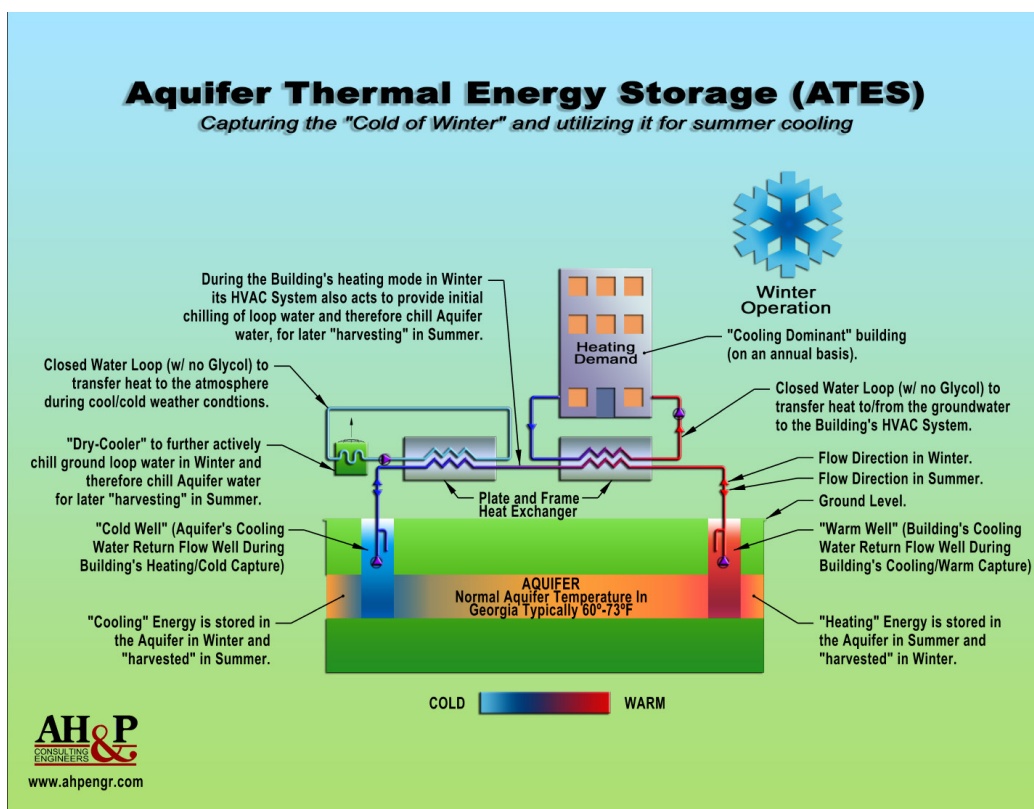 Aquifer Thermal Energy Storage (ATES)
Capturing the "Cold of Winter" and utilizing it for summer cooling
Winter
Operation
During the Building's heating mode in Winter
its HVAC System also acts to provide initial
chilling of loop water and therefore chill Aquifer
water, for later "harvesting" in Summer.
Heating
Demand
"Cooling Dominant" building
(on an annual basis).
Closed Water Loop (w/ no Glycol) to
transfer heat to the atmosphere
during cool/cold weather condtions.
Closed Water Loop (w/ no Glycol) to
transfer heat to/from the groundwater
to the Building's HVAC System.
"Dry-Cooler" to further actively
chill ground loop water in Winter and
therefore chill Aquifer water
for later "harvesting" in Summer.
Plate and Frame
Heat Exchanger
Flow Direction in Winter.
Flow Direction in Summer.
Ground Level.
"Cold Well" (Aquifer's Cooling
Water Return Flow Well During
Building's Heating/Cold Capture)
"Warm Well" (Building's Cooling
Water Return Flow Well During
Building's Cooling/Warm Capture)
AQUIFER
Normal Aquifer Temperature In
Georgia Typically 60º-73ºF
"Cooling" Energy is stored in
the Aquifer in Winter and
"harvested" in Summer.
"Heating" Energy is stored in
the Aquifer in Summer and
"harvested" in Winter.
COLD
WARM
AH&P
CONSULTING
ENGINEERS
www.ahpengr.com